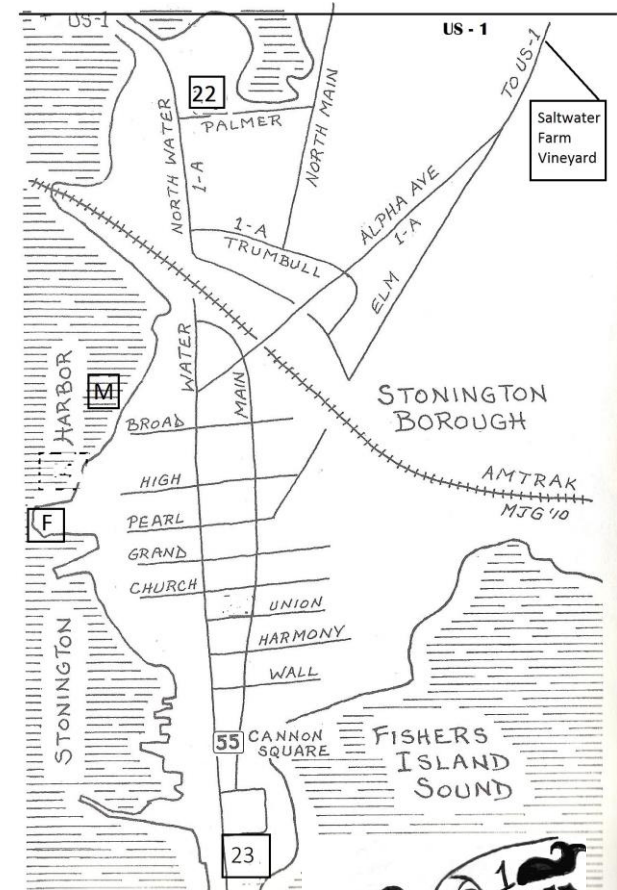 US-1
US - 1
TO US-1
22
PALMER
NORTH WATER
1-A
NORTH MAIN
Saltwater
Farm
Vineyard
ALPHA AVE
1-A
1-A
TRUMBULL
ELM
HARBOR
M
WATER
MAIN
STONINGTON
BOROUGH
BROAD
HIGH
AMTRAK
MJG'10
F
PEARL
GRAND
CHURCH
UNION
HARMONY
WALL
STONINGTON
55
CANNON
SQUARE
FISHERS
ISLAND
SOUND
23
1